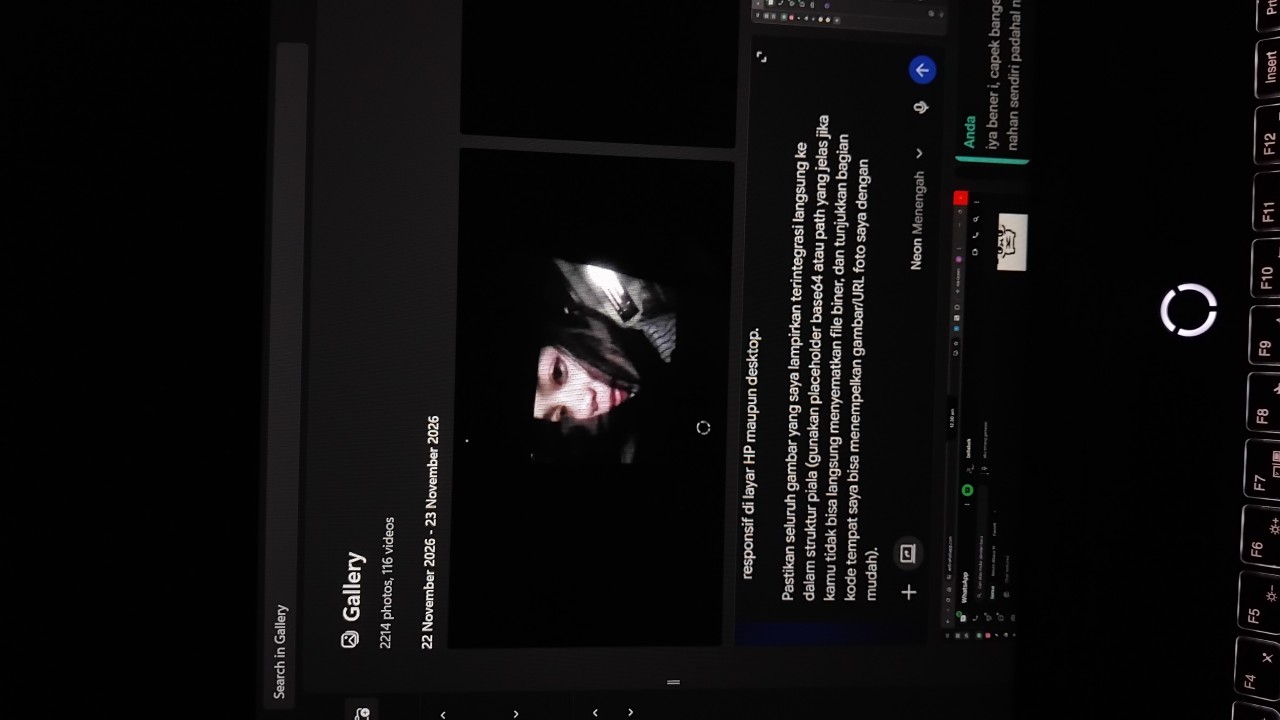 Search in Gallery
Gallery
2214 photos, 116 videos
22 November 2026 - 23 November 2026
responsif di layar HP maupun desktop.
Pastikan seluruh gambar yang saya lampirkan terintegrasi langsung ke
dalam struktur piala (gunakan placeholder base64 atau path yang jelas jika
kamu tidak bisa langsung menyematkan file biner, dan tunjukkan bagian
kode tempat saya bisa menempelkan gambar/URL foto saya dengan
mudah).
Neon Menengah
WhatsApp
Anda
iya bener i, capek bange
nahan sendiri padahal
F4
F5
F6
F7
F8
F9
F10
F11
F12
Insert